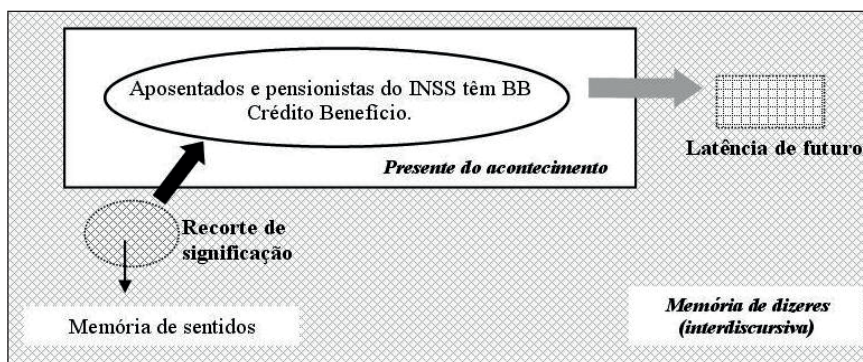 Aposentados e pensionistas do INSS têm BB
Crédito Benefício.
Presente do acontecimento
Latência de futuro
Recorte de
significação
Memória de sentidos
Memória de dizeres
(interdiscursiva)